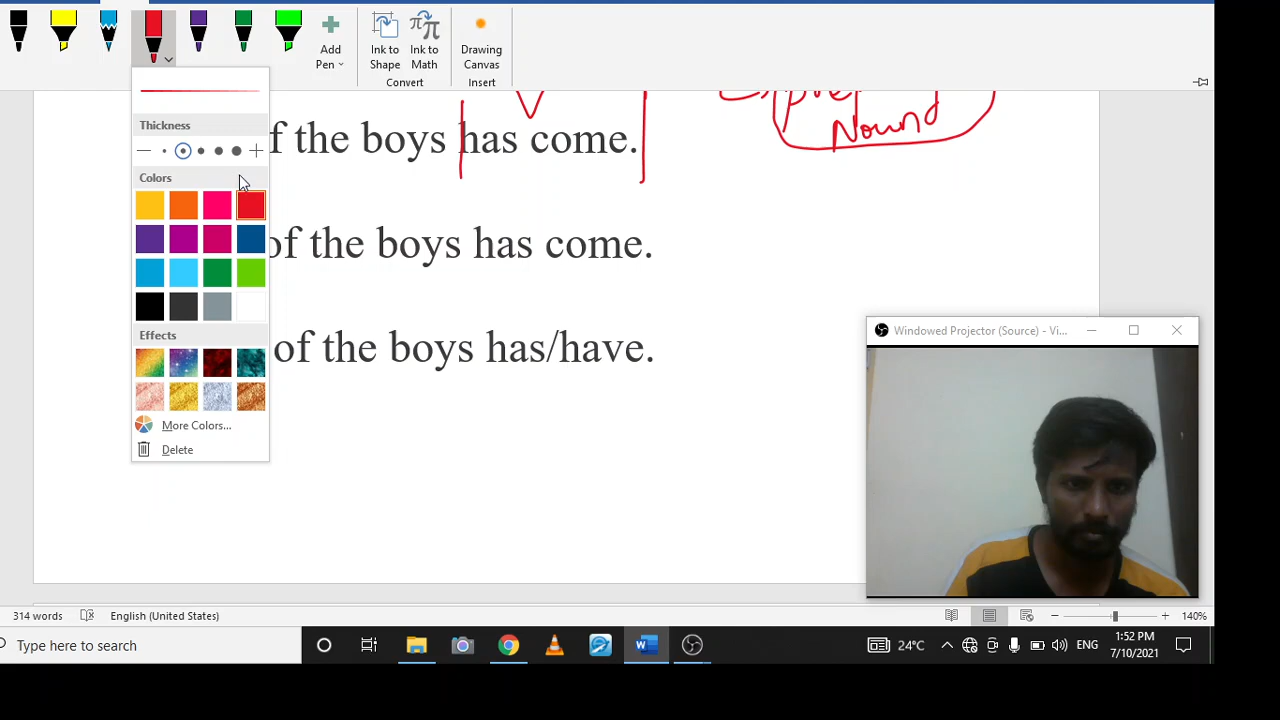 Add
Pen
Ink to
Shape
Ink to
Math
Drawing
Canvas
Convert
Insert
Thickness
Colors
Effects
More Colors...
Delete
Noun
f the boys has come.
of the boys has come.
of the boys has/have.
Windowed Projector (Source) - Vi...
314 words
English (United States)
140%
Type here to search
24°C
ENG
1:52 PM
7/10/2021